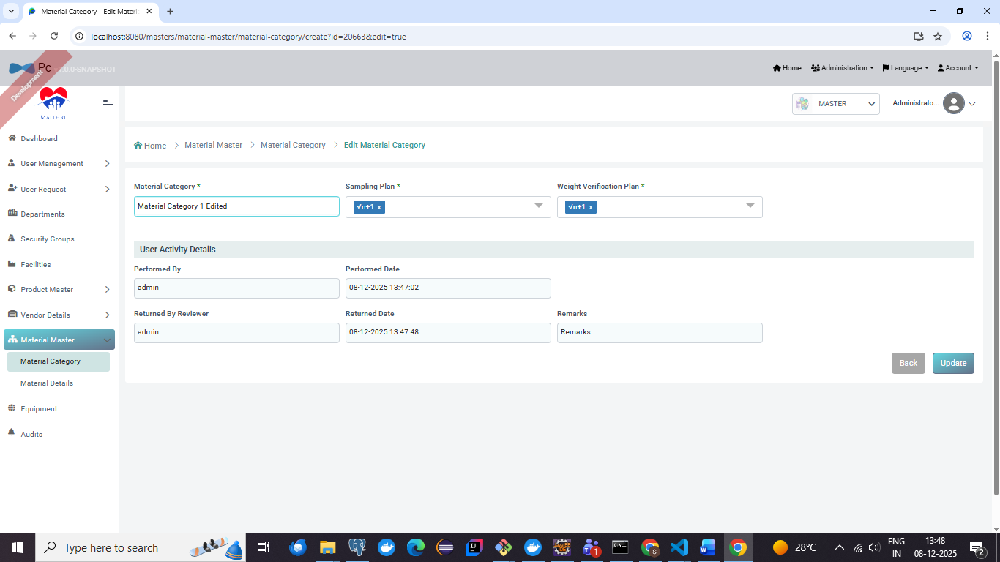 Material Category - Edit Materi
localhost:8080/masters/material-master/material-category/create?id=20663&edit=true
Pc v1.0.0-SNAPSHOT
Development
Home
Administration
Language
Account
MAITHRI
MASTER
Administrato...
Dashboard
User Management
User Request
Departments
Security Groups
Facilities
Product Master
Vendor Details
Material Master
Material Category
Material Details
Equipment
Audits
Home > Material Master > Material Category > Edit Material Category
Material Category * Sampling Plan * Weight Verification Plan *
Material Category-1 Edited √n+1 x √n+1 x
User Activity Details
Performed By Performed Date
admin 08-12-2025 13:47:02
Returned By Reviewer Returned Date Remarks
admin 08-12-2025 13:47:48 Remarks
Back Update
Type here to search
1
S
28°C
ENG
IN
13:48
08-12-2025
2